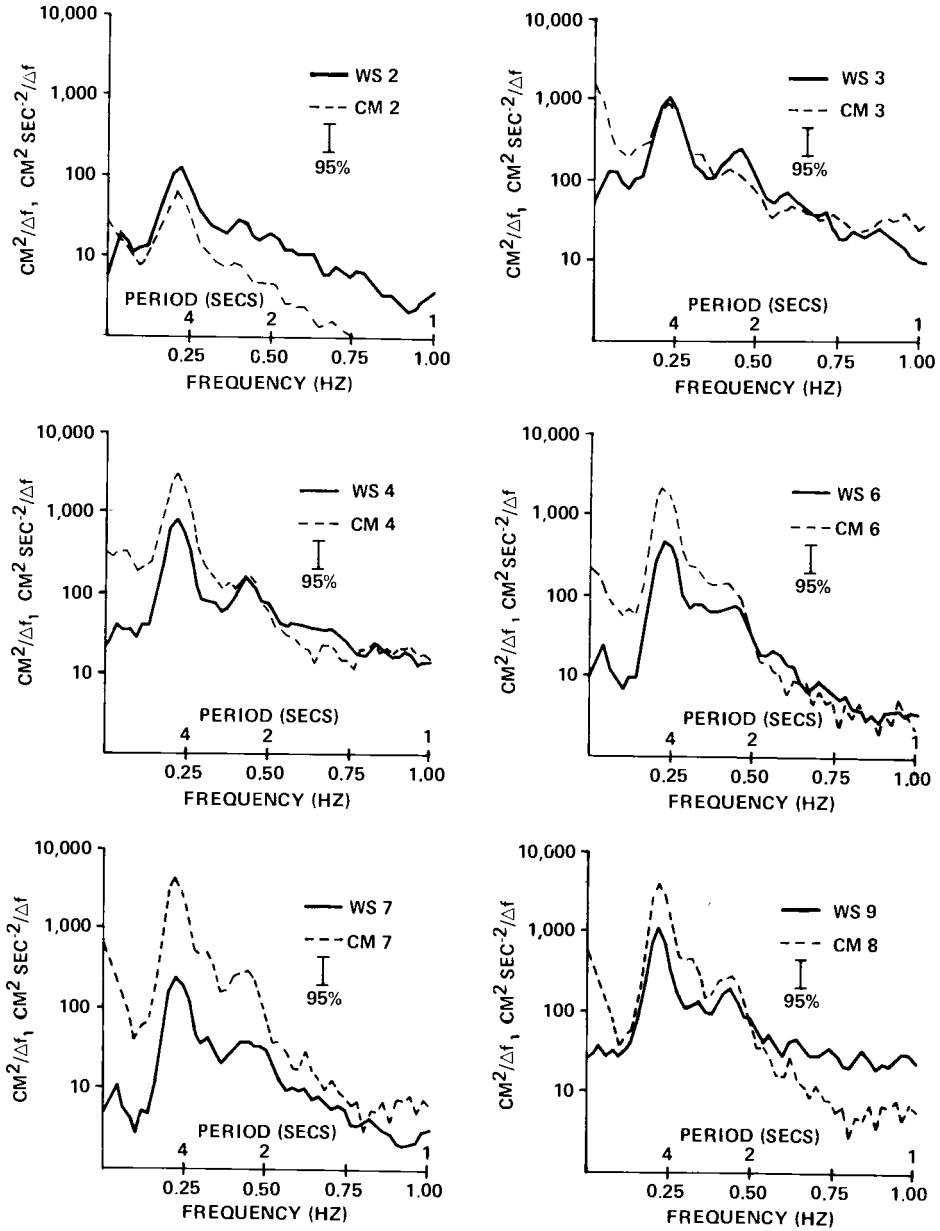 10,000
1,000
100
10
CM²/Δf, CM² SEC⁻²/Δf
WS 2
CM 2
95%
PERIOD (SECS)
4 2 1
0.25 0.50 0.75 1.00
FREQUENCY (HZ)
10,000
1,000
100
10
CM²/Δf, CM² SEC⁻²/Δf
WS 3
CM 3
95%
PERIOD (SECS)
4 2 1
0.25 0.50 0.75 1.00
FREQUENCY (HZ)
10,000
1,000
100
10
CM²/Δf, CM² SEC⁻²/Δf
WS 4
CM 4
95%
PERIOD (SECS)
4 2 1
0.25 0.50 0.75 1.00
FREQUENCY (HZ)
10,000
1,000
100
10
CM²/Δf, CM² SEC⁻²/Δf
WS 6
CM 6
95%
PERIOD (SECS)
4 2 1
0.25 0.50 0.75 1.00
FREQUENCY (HZ)
10,000
1,000
100
10
CM²/Δf, CM² SEC⁻²/Δf
WS 7
CM 7
95%
PERIOD (SECS)
4 2 1
0.25 0.50 0.75 1.00
FREQUENCY (HZ)
10,000
1,000
100
10
CM²/Δf, CM² SEC⁻²/Δf
WS 9
CM 8
95%
PERIOD (SECS)
4 2 1
0.25 0.50 0.75 1.00
FREQUENCY (HZ)